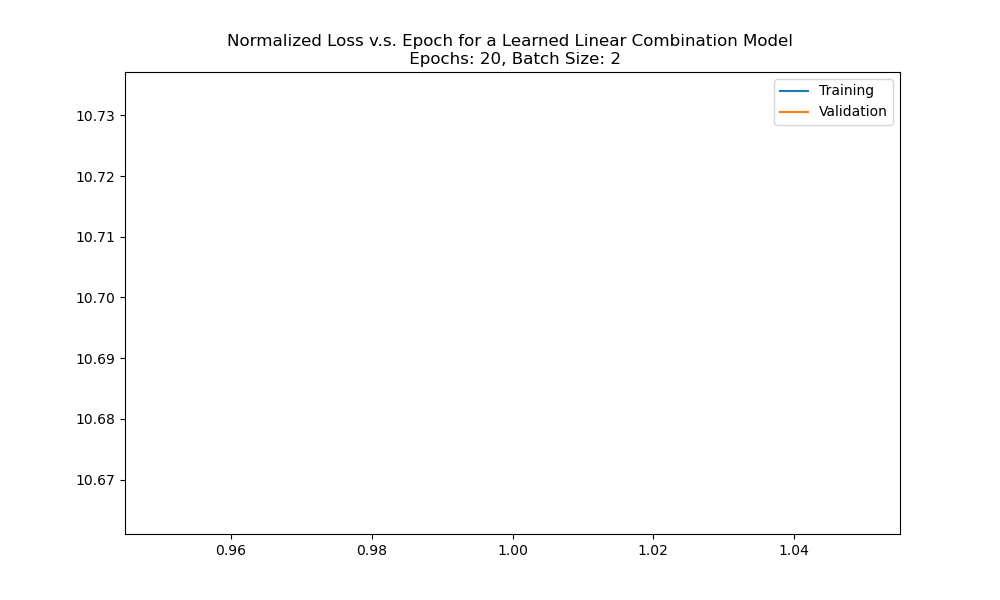 Normalized Loss v.s. Epoch for a Learned Linear Combination Model
Epochs: 20, Batch Size: 2
Training
Validation
10.73
10.72
10.71
10.70
10.69
10.68
10.67
0.96 0.98 1.00 1.02 1.04